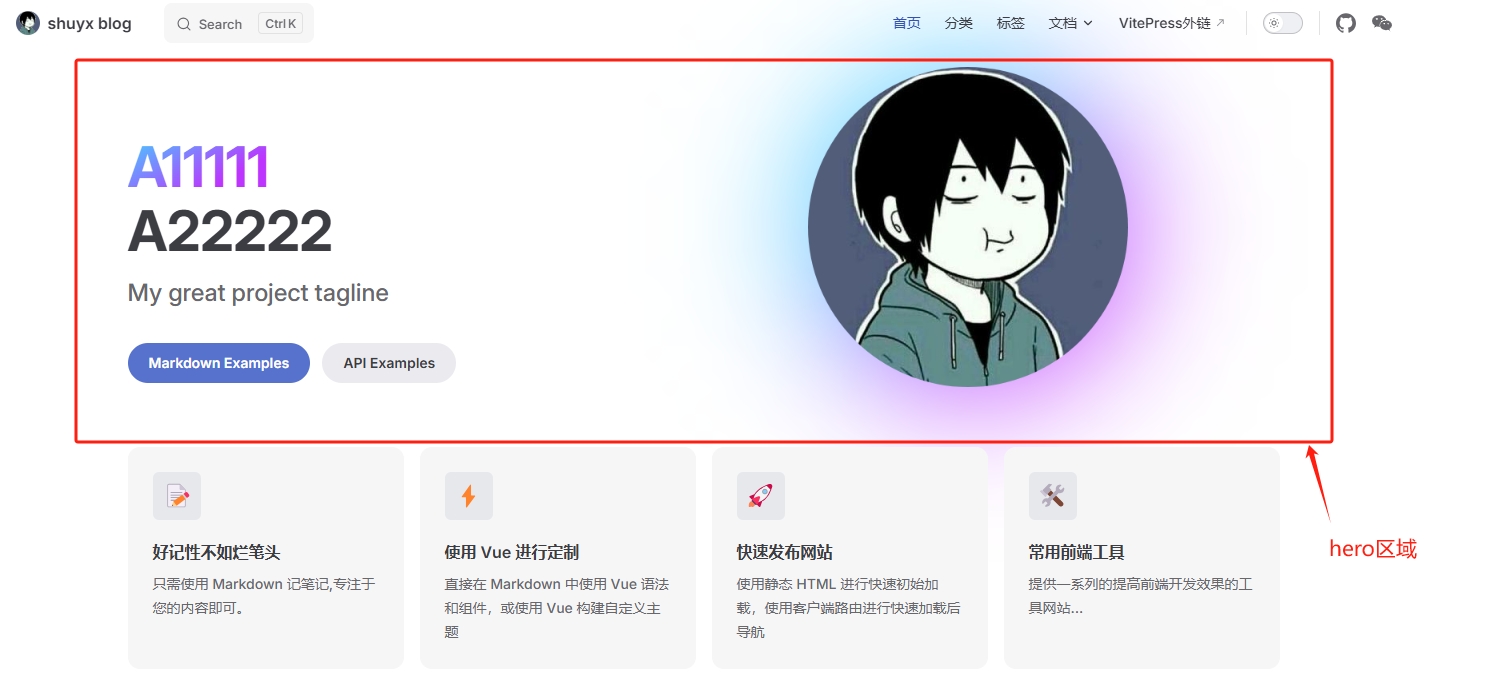 shuyx blog
Search
Ctrl K
首页
分类
标签
文档
VitePress外链
A11111
A22222
My great project tagline
Markdown Examples
API Examples
hero区域
好记性不如烂笔头
只需使用 Markdown 记笔记,专注于
您的内容即可。
使用 Vue 进行定制
直接在 Markdown 中使用 Vue 语法
和组件，或使用 Vue 构建自定义主
题
快速发布网站
使用静态 HTML 进行快速初始加
载，使用客户端路由进行快速加载后
导航
常用前端工具
提供一系列的提高前端开发效果的工
具网站...